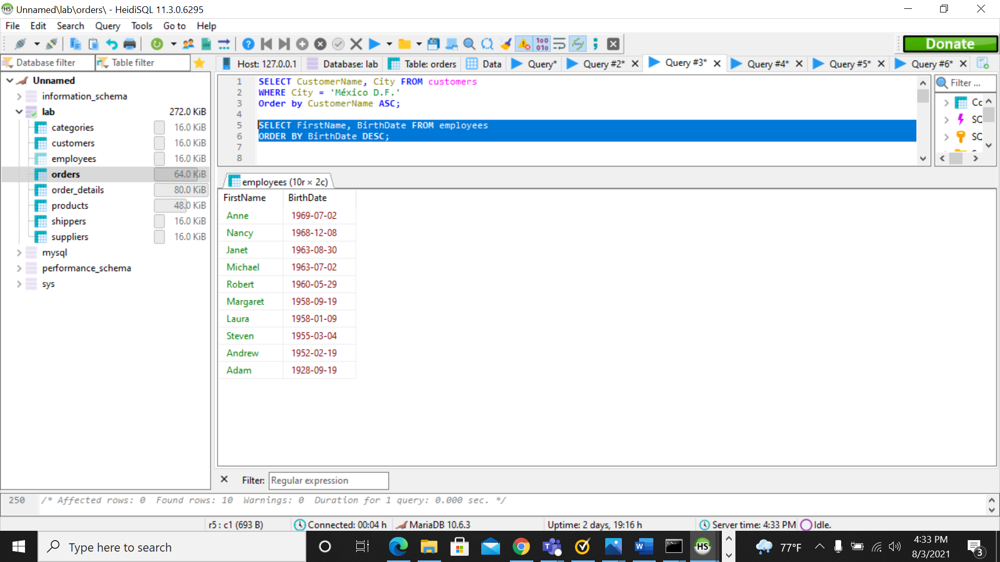 Unnamed\lab\orders\ - HeidiSQL 11.3.0.6295
File Edit Search Query Tools Go to Help
Donate
Database filter Table filter
Host: 127.0.0.1 Database: lab Table: orders Data Query* Query #2* Query #3* Query #4* Query #5* Query #6*
Unnamed
information_schema
lab 272.0 KiB
categories 16.0 KiB
customers 16.0 KiB
employees 16.0 KiB
orders 64.0 KiB
order_details 80.0 KiB
products 48.0 KiB
shippers 16.0 KiB
suppliers 16.0 KiB
mysql
performance_schema
sys
1 SELECT CustomerName, City FROM customers
2 WHERE City = 'México D.F.'
3 Order by CustomerName ASC;
4
5 SELECT FirstName, BirthDate FROM employees
6 ORDER BY BirthDate DESC;
7
8
Filter ...
Co
SQ
SQ
employees (10r × 2c)
FirstName BirthDate
Anne 1969-07-02
Nancy 1968-12-08
Janet 1963-08-30
Michael 1963-07-02
Robert 1960-05-29
Margaret 1958-09-19
Laura 1958-01-09
Steven 1955-03-04
Andrew 1952-02-19
Adam 1928-09-19
Filter: Regular expression
250 /* Affected rows: 0 Found rows: 10 Warnings: 0 Duration for 1 query: 0.000 sec. */
r5 : c1 (693 B) Connected: 00:04 h MariaDB 10.6.3 Uptime: 2 days, 19:16 h Server time: 4:33 PM Idle.
Type here to search
HS
77°F
4:33 PM
8/3/2021
3